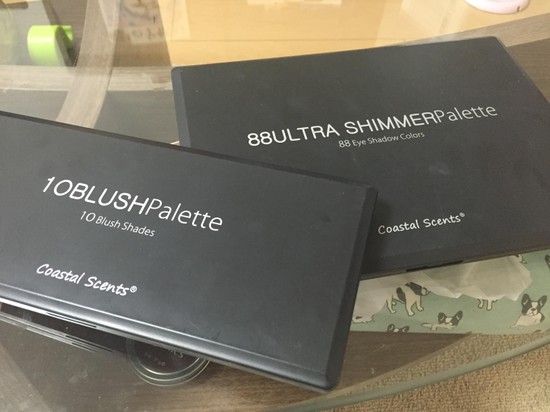 88ULTRA SHIMMERPalette
88 Eye Shadow Colors
Coastal Scents®
10BLUSHPalette
10 Blush Shades
Coastal Scents®